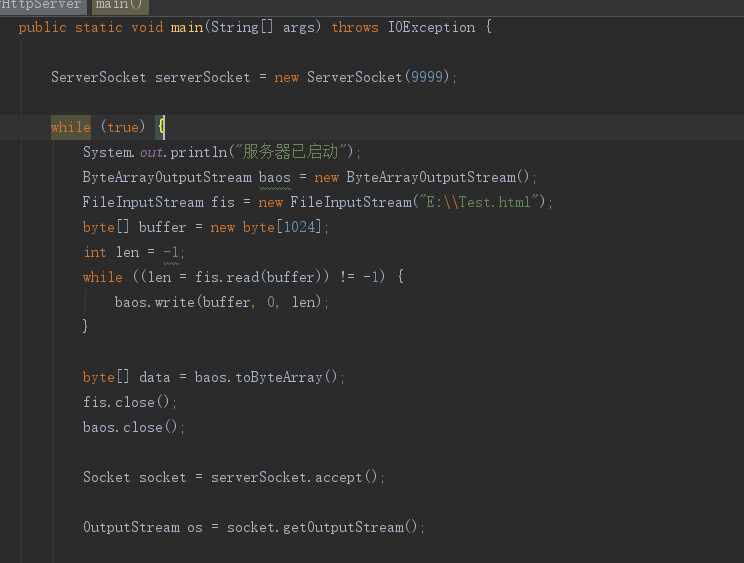 HttpServer main()
public static void main(String[] args) throws IOException {
ServerSocket serverSocket = new ServerSocket(9999);
while (true) {
System.out.println("服务器已启动");
ByteArrayOutputStream baos = new ByteArrayOutputStream();
FileInputStream fis = new FileInputStream("E:\\Test.html");
byte[] buffer = new byte[1024];
int len = -1;
while ((len = fis.read(buffer)) != -1) {
baos.write(buffer, 0, len);
}
byte[] data = baos.toByteArray();
fis.close();
baos.close();
Socket socket = serverSocket.accept();
OutputStream os = socket.getOutputStream();